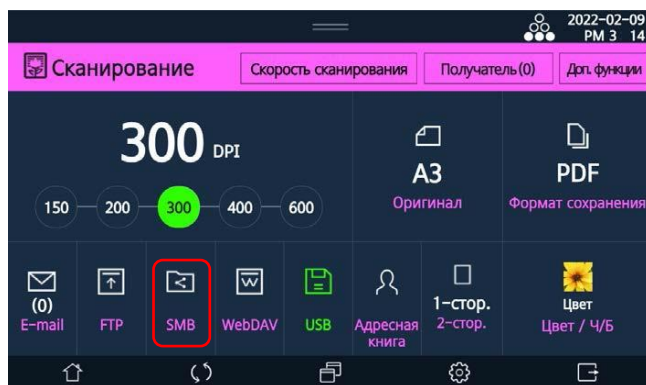 2022-02-09
PM 3 14
Сканирование
Скорость сканирования
Получатель(0)
Доп. функции
300 DPI
150
200
300
400
600
A3
Оригинал
PDF
Формат сохранения
(0)
E-mail
FTP
SMB
WebDAV
USB
Адресная
книга
1-стор.
2-стор.
Цвет
Цвет / Ч/Б